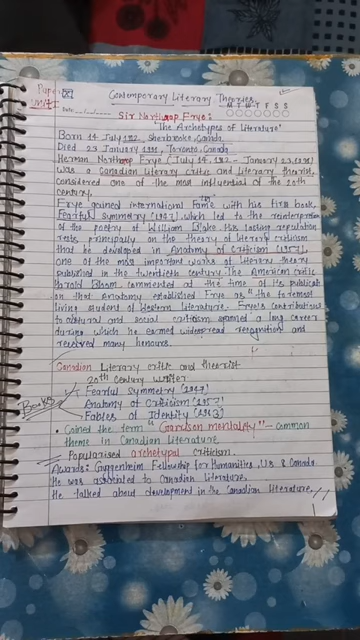 Paper XV
Unit I
Contemporary Literary Theories
M T W T F S S
Date
Sir Northrop Frye:
"The Archetypes of Literature"
Born 14 July 1912, Sherbrooke, Canada
Died 23 January 1991, Toronto, Canada
Herman Northrop Frye (July 14, 1912 - January 23, 1991)
was a Canadian Literary critic and literary theorist,
considered one of the most influential of the 20th
century.
Frye gained international Fame with his first book,
Fearful Symmetry (1947) which led to the reinterpretation
of the poetry of William Blake. His lasting reputation
rests principally on the theory of literary criticism
that he developed in Anatomy of Criticism (1957),
one of the most important works of literary theory
published in the twentieth century. The American critic
Harold Bloom commented at the time of its publication
on that Anatomy established Frye as "the foremost
living student of Western Literature. Frye's contributions
to cultural and social criticism spanned a long career
during which he earned widespread recognition and
received many honours.
Canadian Literary critic and theorist
20th Century writer
Books
Fearful Symmetry (1947)
Anatomy of Criticism (1957)
Fables of Identity (1963)
Coined the term "Garrison mentality" - common
theme in Canadian Literature
Popularised archetypal criticism.
Awards: Guggenheim Fellowship for Humanities, US & Canada
He was associated to Canadian Literature.
He talked about development in the Canadian literature.